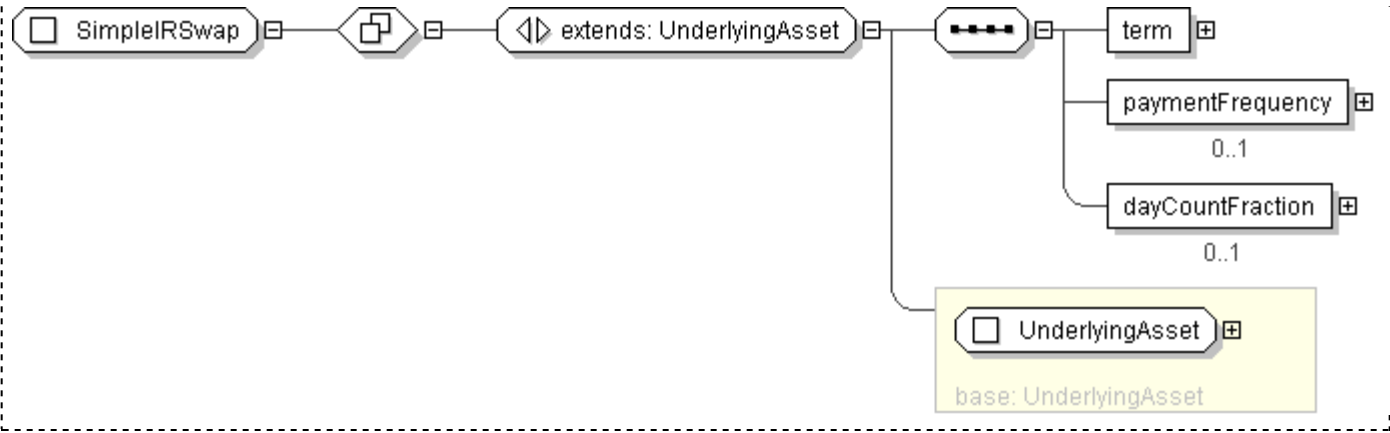 SimpleIRSwap
extends: UnderlyingAsset
term
paymentFrequency
0..1
dayCountFraction
0..1
UnderlyingAsset
base: UnderlyingAsset